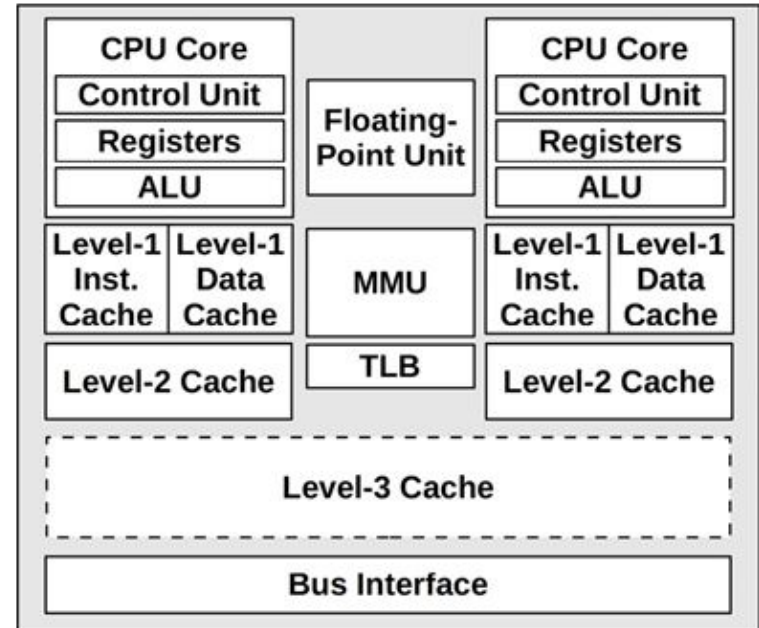 CPU Core
Control Unit
Registers
ALU
Level-1
Inst.
Cache
Level-1
Data
Cache
Level-2 Cache
Floating-
Point Unit
MMU
TLB
CPU Core
Control Unit
Registers
ALU
Level-1
Inst.
Cache
Level-1
Data
Cache
Level-2 Cache
Level-3 Cache
Bus Interface